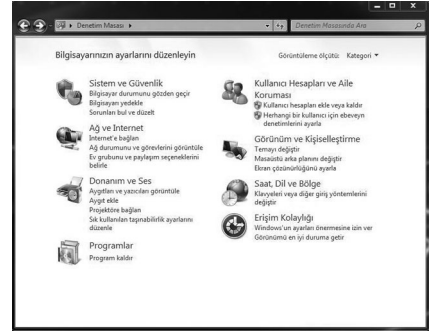 Denetim Masası
Denetim Masasında Ara
Bilgisayarınızın ayarlarını düzenleyin
Görüntüleme ölçütü: Kategori
Sistem ve Güvenlik
Bilgisayar durumunu gözden geçir
Bilgisayarı yedekle
Sorunları bul ve düzelt
Ağ ve Internet
Internet'e bağlan
Ağ durumunu ve görevlerini görüntüle
Ev grubunu ve paylaşım seçeneklerini
belirle
Donanım ve Ses
Aygıtları ve yazıcıları görüntüle
Aygıt ekle
Projektöre bağlan
Sık kullanılan taşınabilirlik ayarlarını
düzenle
Programlar
Program kaldır
Kullanıcı Hesapları ve Aile
Koruması
Kullanıcı hesapları ekle veya kaldır
Herhangi bir kullanıcı için ebeveyn
denetimlerini ayarla
Görünüm ve Kişiselleştirme
Temayı değiştir
Masaüstü arka planını değiştir
Ekran çözünürlüğünü ayarla
Saat, Dil ve Bölge
Klavyeleri veya diğer giriş yöntemlerini
değiştir
Erişim Kolaylığı
Windows'un ayarları önermesine izin ver
Görünümü en iyi duruma getir